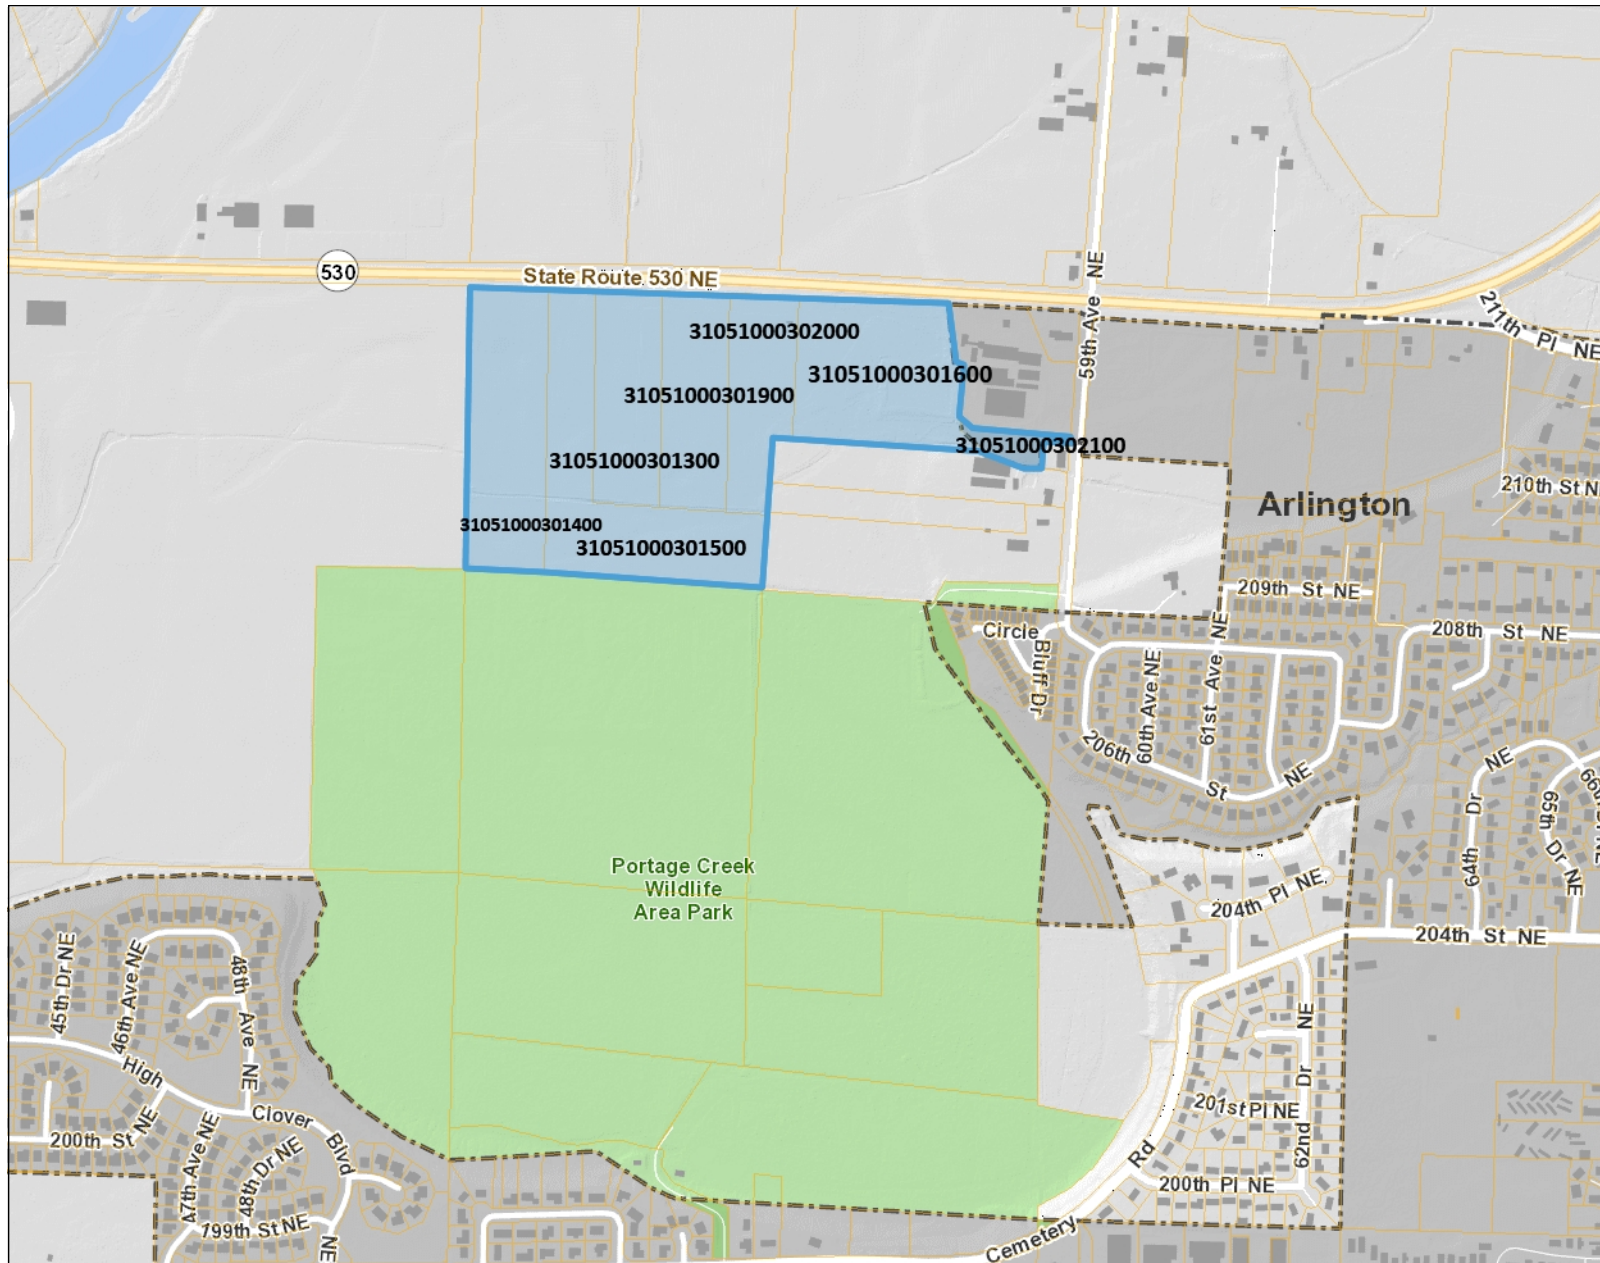 530
State Route 530 NE
59th Ave NE
211th Pl NE
31051000302000
31051000301600
31051000301900
31051000302100
31051000301300
31051000301400
31051000301500
Arlington
210th St N
209th St NE
208th St NE
Circle
Bluff Dr
60th Ave NE
61st Ave NE
206th St NE
64th Dr NE
65th Dr NE
Portage Creek
Wildlife
Area Park
204th Pl NE
204th St NE
45th Dr NE
46th Ave NE
48th Ave NE
High Clover Blvd NE
200th St NE
47th Ave NE
48th Dr NE
199th St NE
201st Pl NE
62nd Dr NE
200th Pl NE
Cemetery Rd